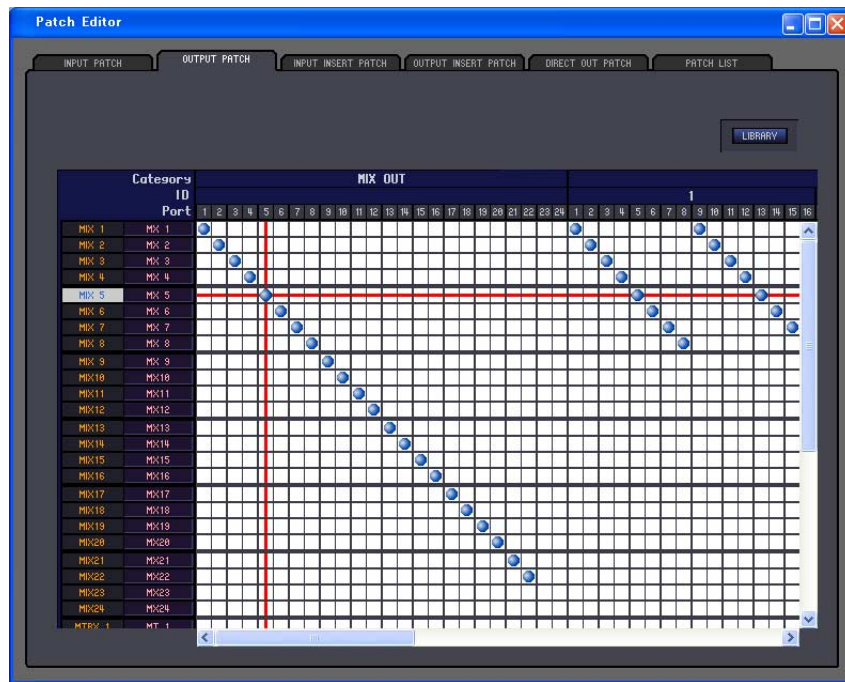 Patch Editor
INPUT PATCH OUTPUT PATCH INPUT INSERT PATCH OUTPUT INSERT PATCH DIRECT OUT PATCH PATCH LIST
LIBRARY
Category MIX OUT
ID 1
Port 1 2 3 4 5 6 7 8 9 10 11 12 13 14 15 16 17 18 19 20 21 22 23 24 1 2 3 4 5 6 7 8 9 10 11 12 13 14 15 16
MIX 1 MX 1
MIX 2 MX 2
MIX 3 MX 3
MIX 4 MX 4
MIX 5 MX 5
MIX 6 MX 6
MIX 7 MX 7
MIX 8 MX 8
MIX 9 MX 9
MIX10 MX10
MIX11 MX11
MIX12 MX12
MIX13 MX13
MIX14 MX14
MIX15 MX15
MIX16 MX16
MIX17 MX17
MIX18 MX18
MIX19 MX19
MIX20 MX20
MIX21 MX21
MIX22 MX22
MIX23 MX23
MIX24 MX24
MTRX 1 MT 1